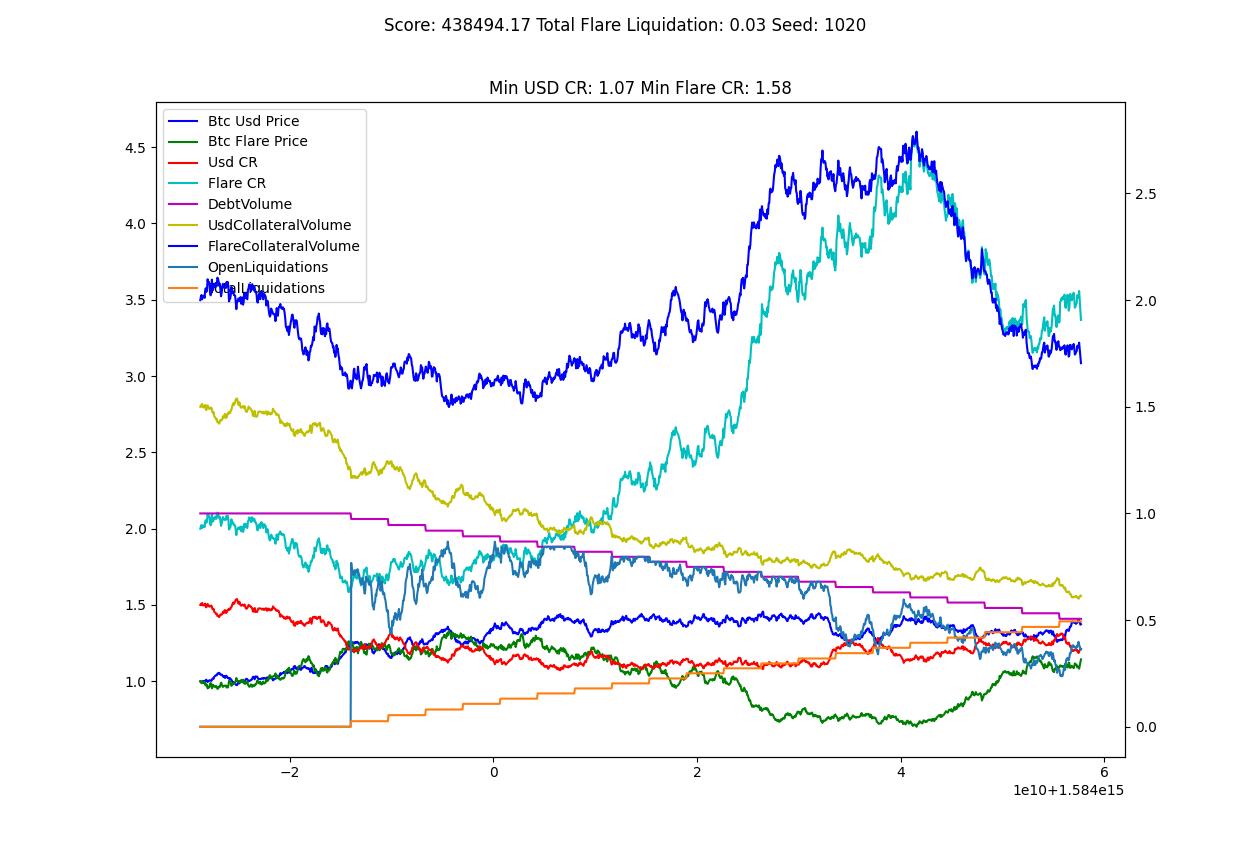 Score: 438494.17 Total Flare Liquidation: 0.03 Seed: 1020
Min USD CR: 1.07 Min Flare CR: 1.58
Btc Usd Price
Btc Flare Price
Usd CR
Flare CR
DebtVolume
UsdCollateralVolume
FlareCollateralVolume
OpenLiquidations
TotalLiquidations
4.5
4.0
3.5
3.0
2.5
2.0
1.5
1.0
2.5
2.0
1.5
1.0
0.5
0.0
−2
0
2
4
6
1e10+1.584e15